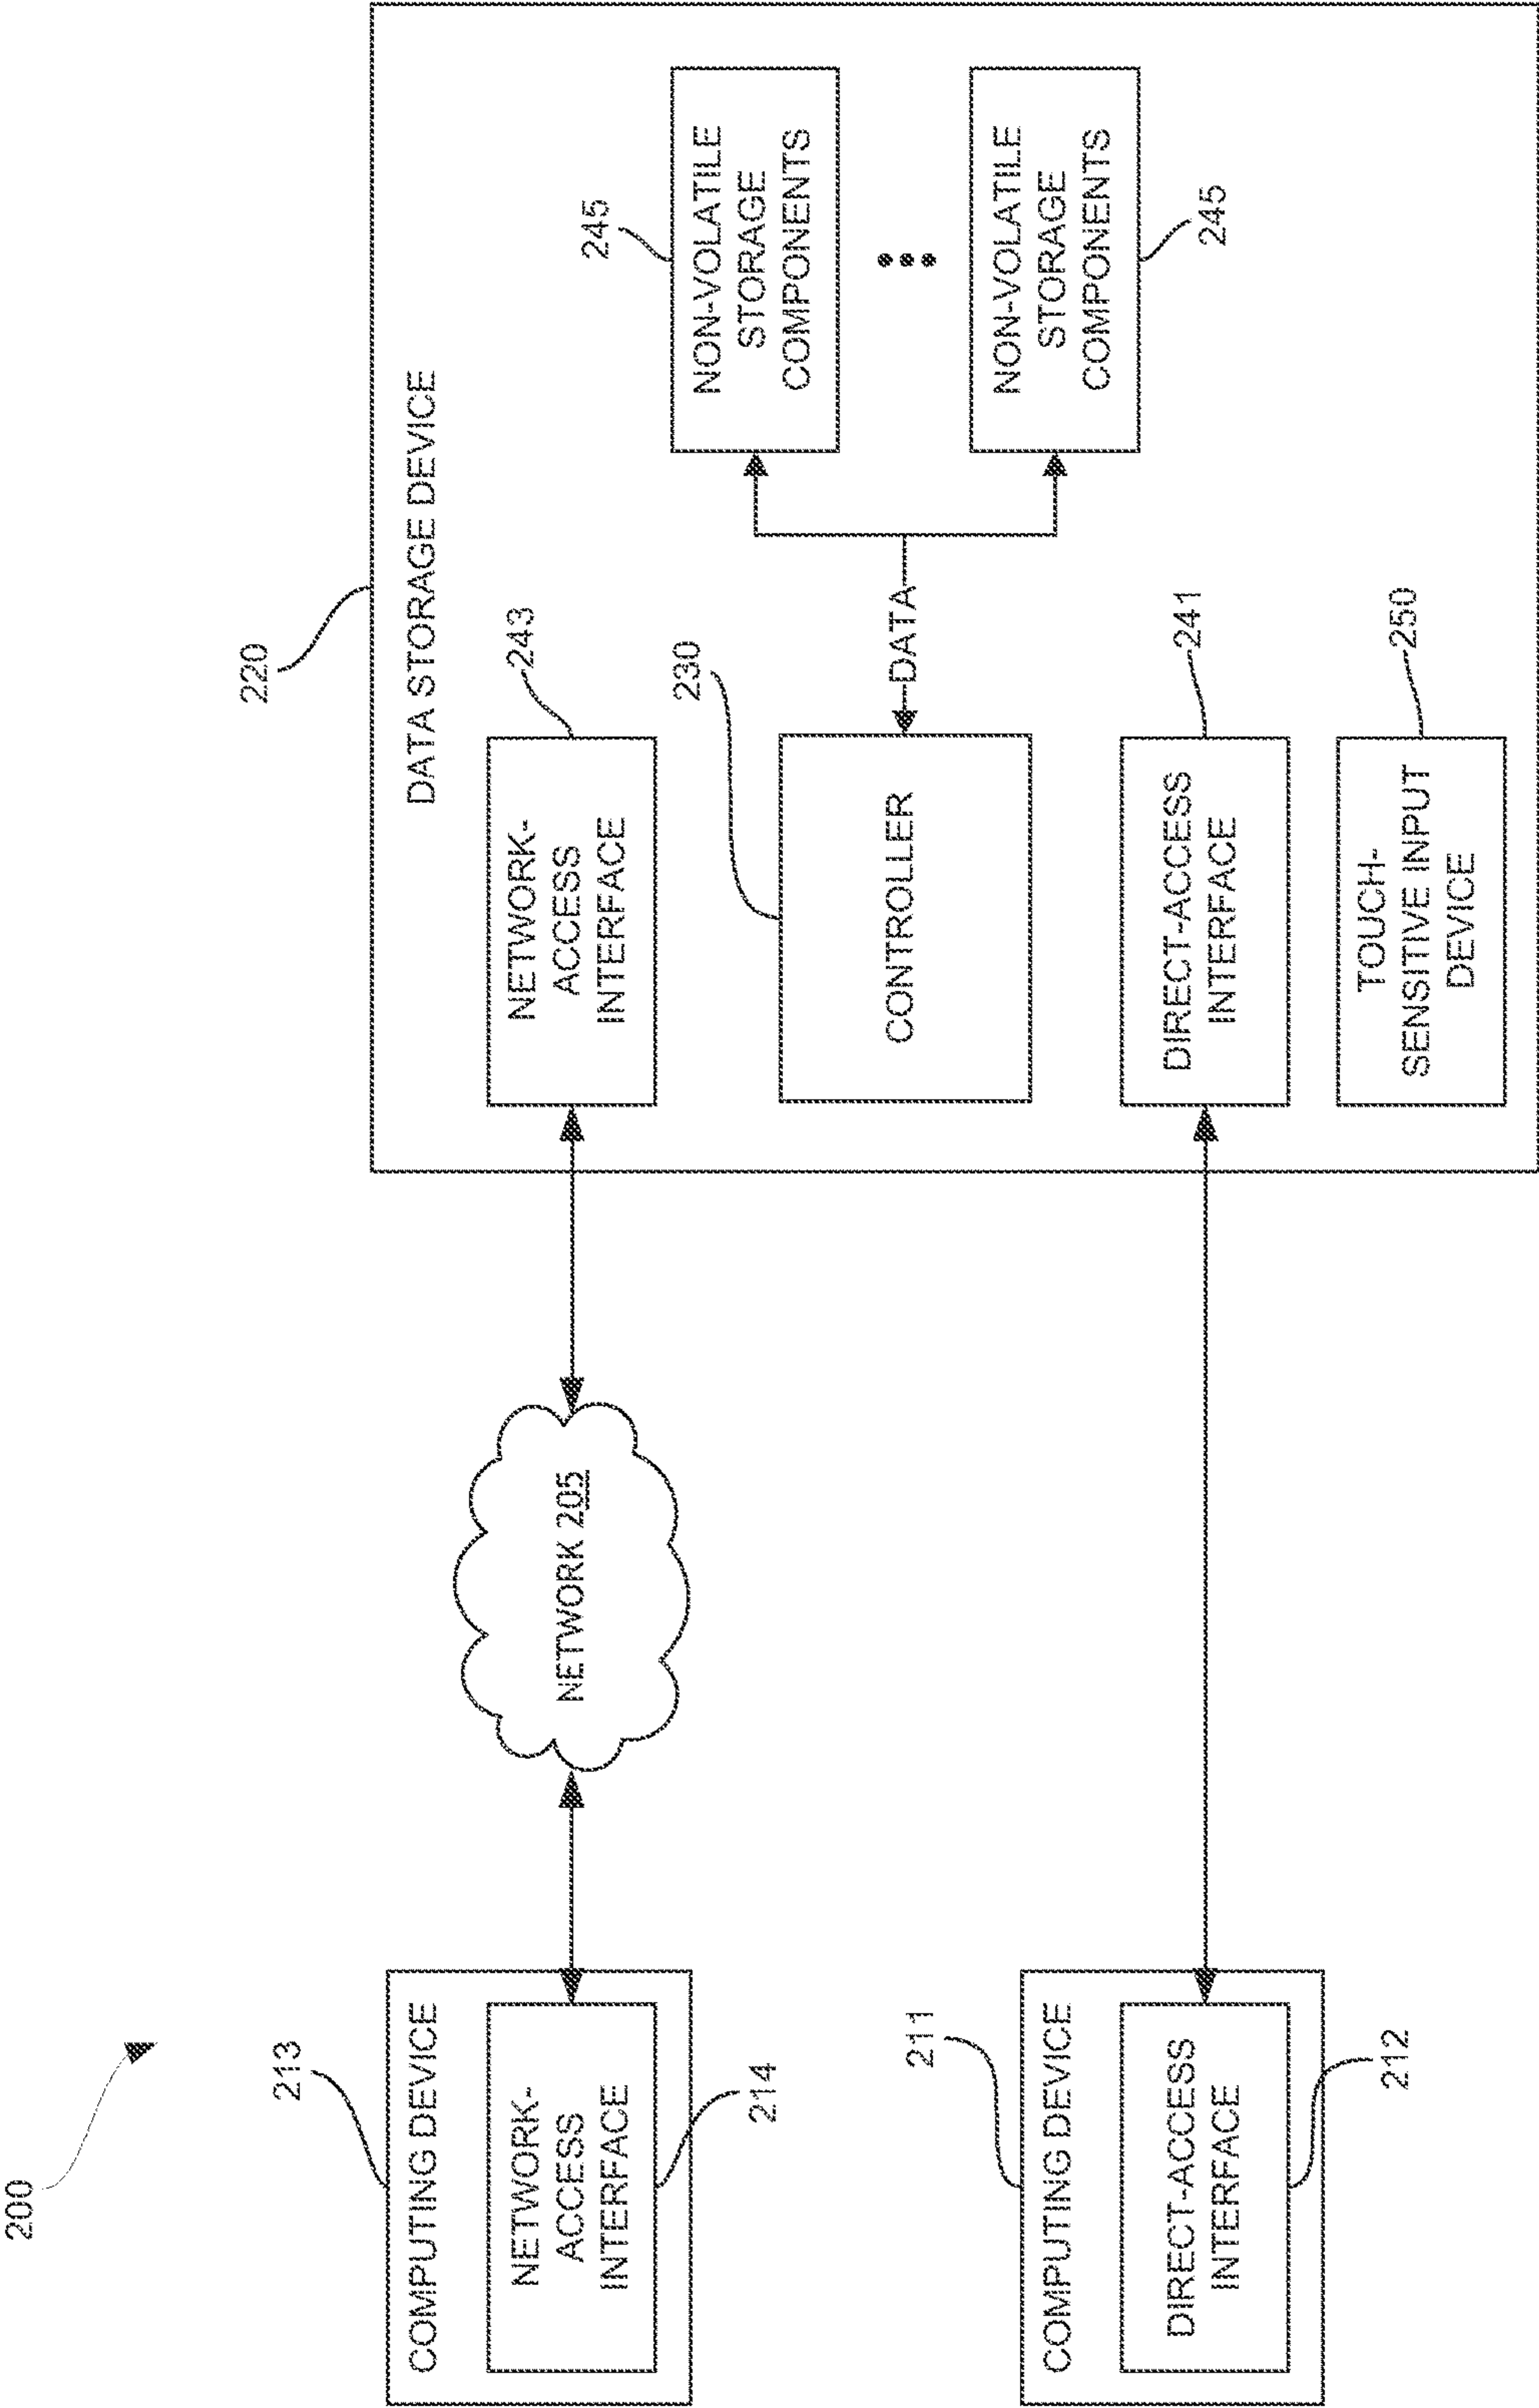 200
220
DATA STORAGE DEVICE
213
COMPUTING DEVICE
NETWORK-
ACCESS
INTERFACE
214
NETWORK 205
243
NETWORK-
ACCESS
INTERFACE
230
CONTROLLER
DATA
245
NON-VOLATILE
STORAGE
COMPONENTS
NON-VOLATILE
STORAGE
COMPONENTS
245
211
COMPUTING DEVICE
DIRECT-ACCESS
INTERFACE
212
241
DIRECT-ACCESS
INTERFACE
250
TOUCH-
SENSITIVE INPUT
DEVICE